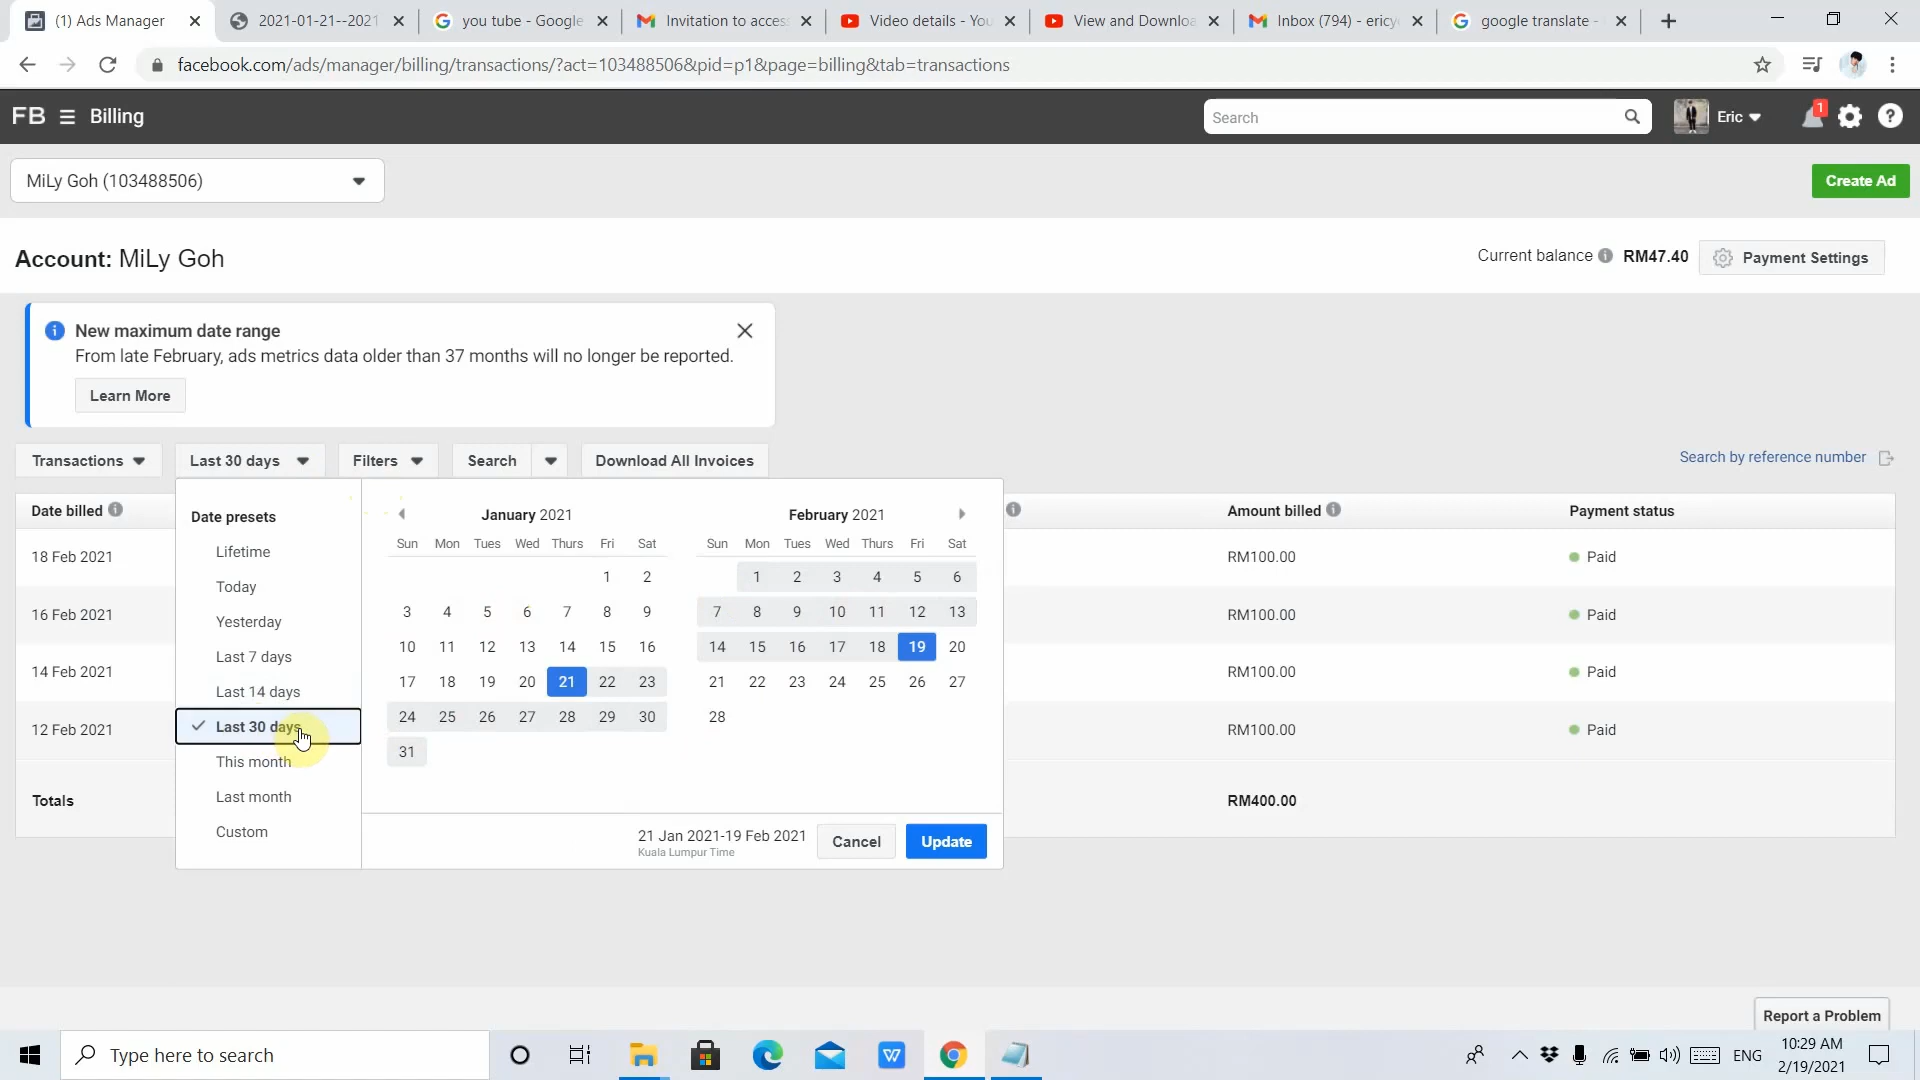 (1) Ads Manager
2021-01-21--2021
you tube - Google
Invitation to acces
Video details - You
View and Downloa
Inbox (794) - ericy
google translate -
facebook.com/ads/manager/billing/transactions/?act=103488506&pid=p1&page=billing&tab=transactions
FB Billing
Search
Eric
1
MiLy Goh (103488506)
Create Ad
Account: MiLy Goh
Current balance RM47.40
Payment Settings
New maximum date range
From late February, ads metrics data older than 37 months will no longer be reported.
Learn More
Transactions
Last 30 days
Filters
Search
Download All Invoices
Search by reference number
Date billed
Amount billed
Payment status
18 Feb 2021 RM100.00 Paid
16 Feb 2021 RM100.00 Paid
14 Feb 2021 RM100.00 Paid
12 Feb 2021 RM100.00 Paid
Totals RM400.00
Date presets
Lifetime
Today
Yesterday
Last 7 days
Last 14 days
Last 30 days
This month
Last month
Custom
January 2021
Sun Mon Tues Wed Thurs Fri Sat
1 2
3 4 5 6 7 8 9
10 11 12 13 14 15 16
17 18 19 20 21 22 23
24 25 26 27 28 29 30
31
February 2021
Sun Mon Tues Wed Thurs Fri Sat
1 2 3 4 5 6
7 8 9 10 11 12 13
14 15 16 17 18 19 20
21 22 23 24 25 26 27
28
21 Jan 2021-19 Feb 2021
Kuala Lumpur Time
Cancel
Update
Report a Problem
Type here to search
ENG
10:29 AM
2/19/2021